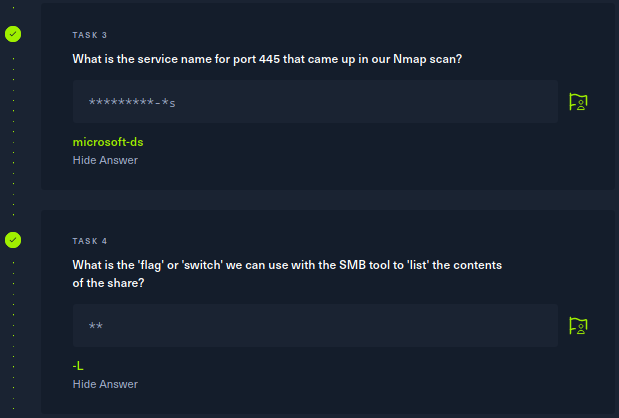 TASK 3
What is the service name for port 445 that came up in our Nmap scan?
*********-*s
microsoft-ds
Hide Answer
TASK 4
What is the 'flag' or 'switch' we can use with the SMB tool to 'list' the contents
of the share?
**
-L
Hide Answer